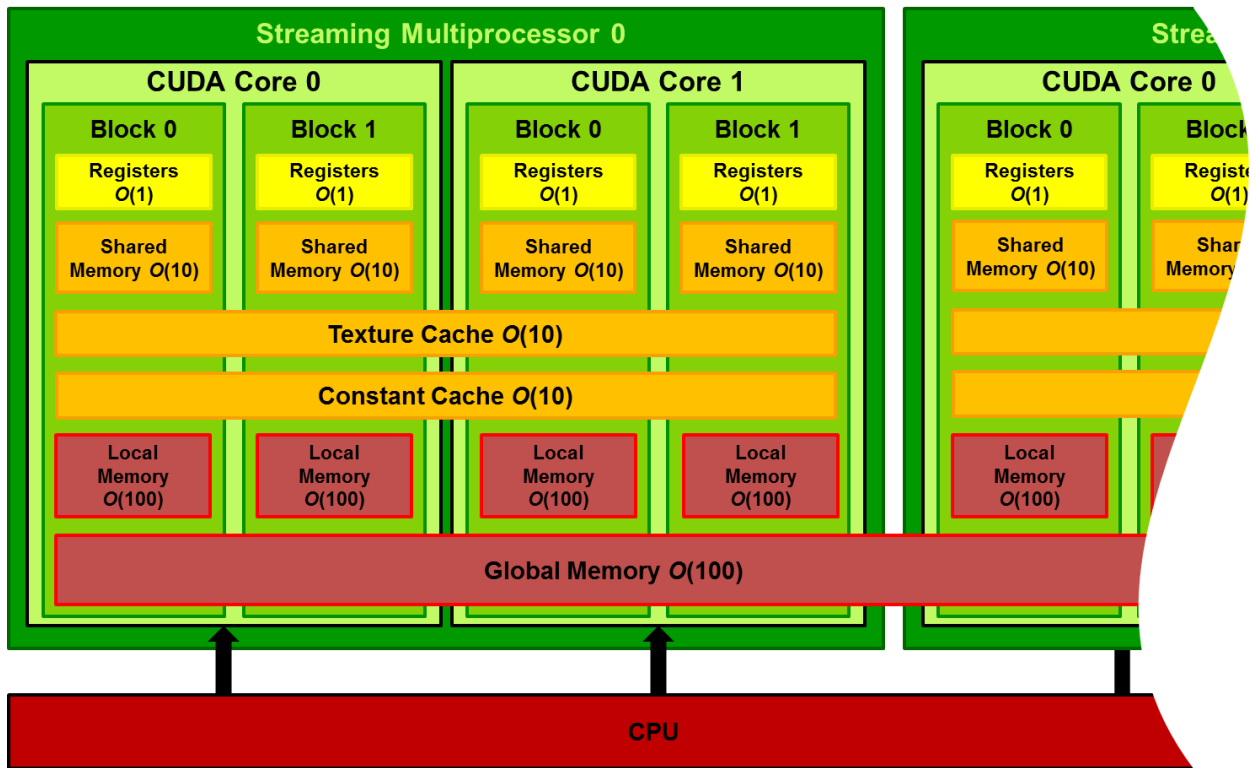 Streaming Multiprocessor 0
CUDA Core 0
Block 0
Registers
O(1)
Shared
Memory O(10)
Block 1
Registers
O(1)
Shared
Memory O(10)
CUDA Core 1
Block 0
Registers
O(1)
Shared
Memory O(10)
Block 1
Registers
O(1)
Shared
Memory O(10)
Texture Cache O(10)
Constant Cache O(10)
Local
Memory
O(100)
Local
Memory
O(100)
Local
Memory
O(100)
Local
Memory
O(100)
Global Memory O(100)
CUDA Core 0
Block 0
Registers
O(1)
Shared
Memory O(10)
Local
Memory
O(100)
O(1)
Memory
CPU